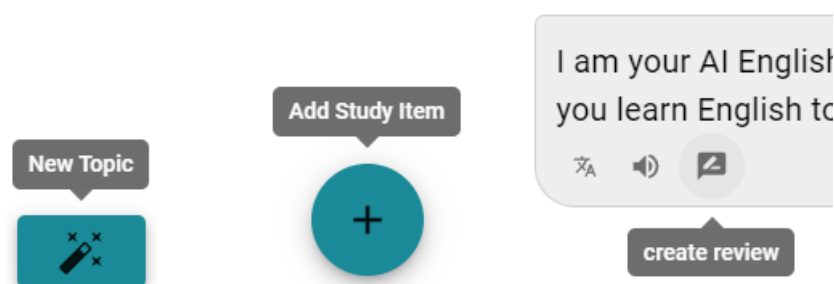 New Topic
Add Study Item
I am your AI English
you learn English to
create review